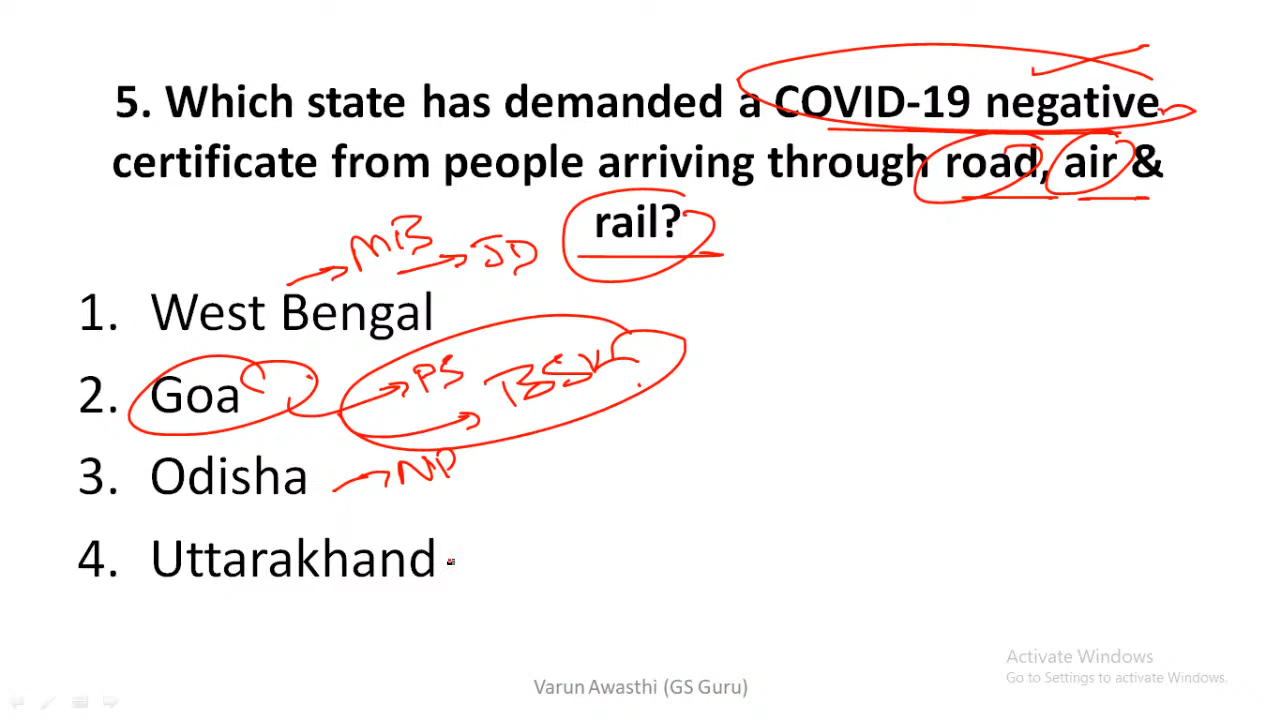 5. Which state has demanded a COVID-19 negative
certificate from people arriving through road, air &
rail?
MB JD
1. West Bengal
PS BSYK
2. Goa
NP
3. Odisha
4. Uttarakhand
Activate Windows
Go to Settings to activate Windows.
Varun Awasthi (GS Guru)